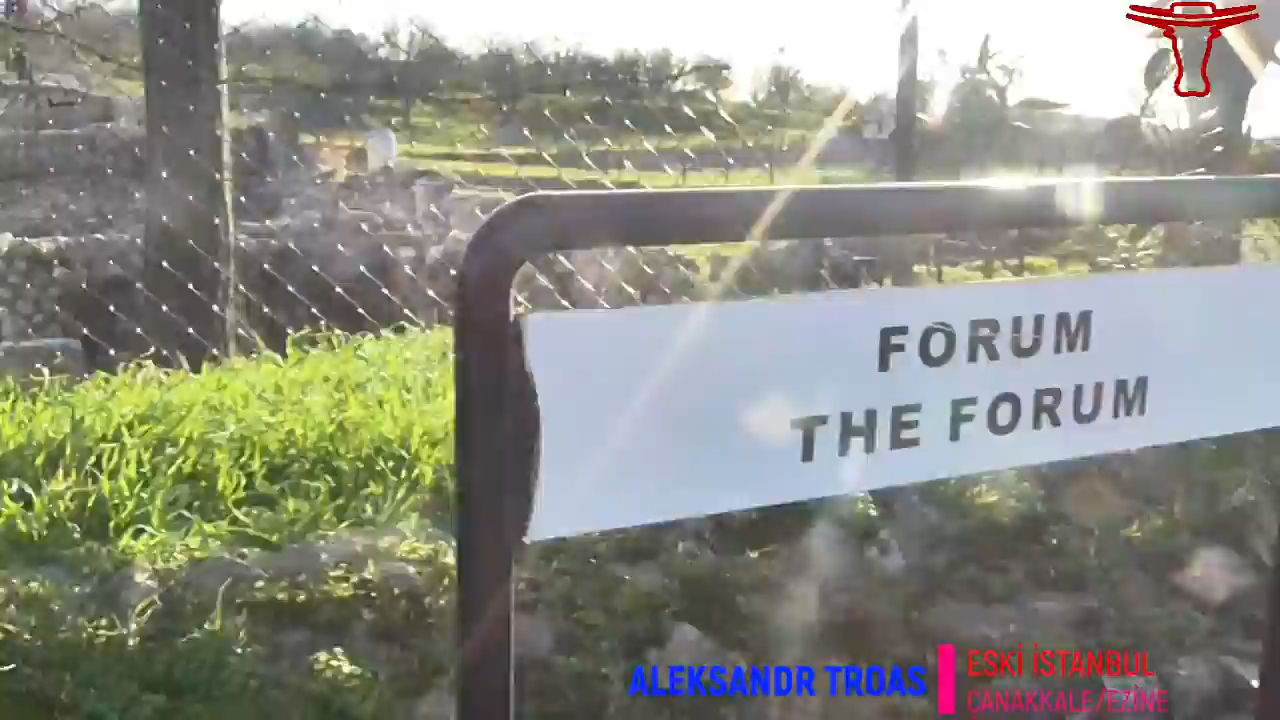 FORUM
THE FORUM
ALEKSANDR TROAS
ESKİ İSTANBUL
ÇANAKKALE/EZİNE